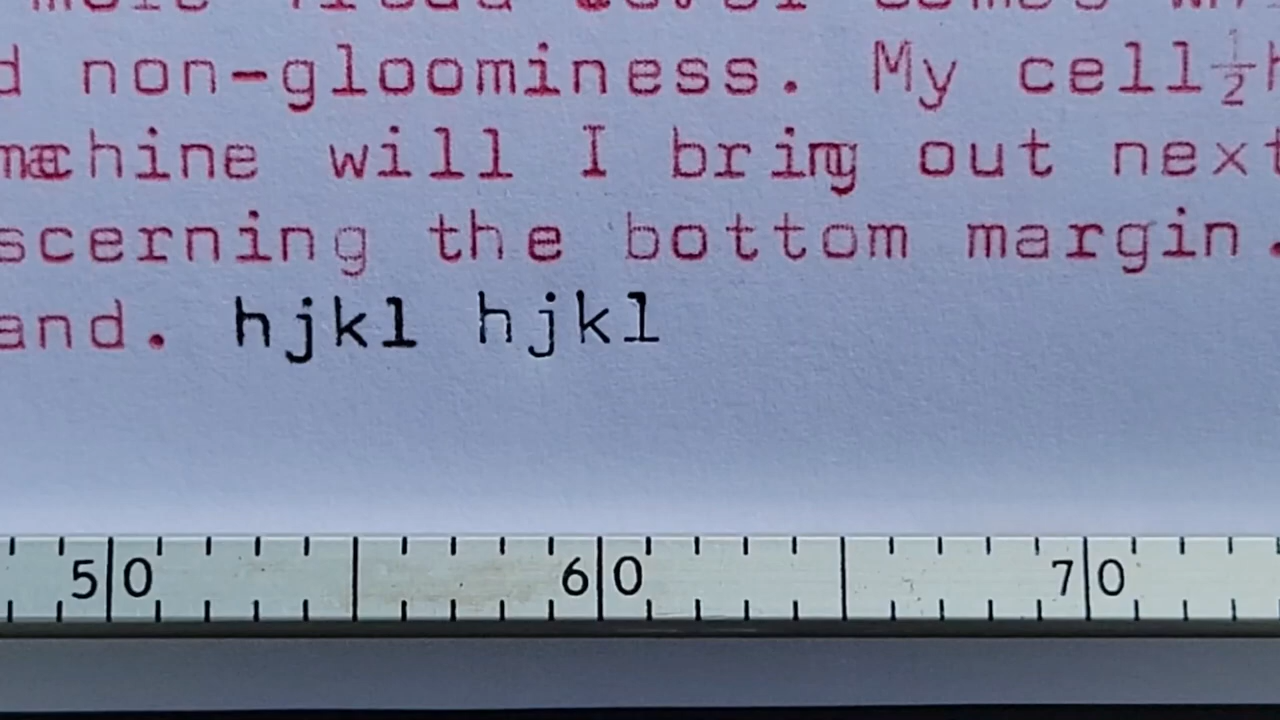 d non-gloominess. My cell½h
machine will I bring out next
scerning the bottom margin.
and. hjkl hjkl
50 60 70